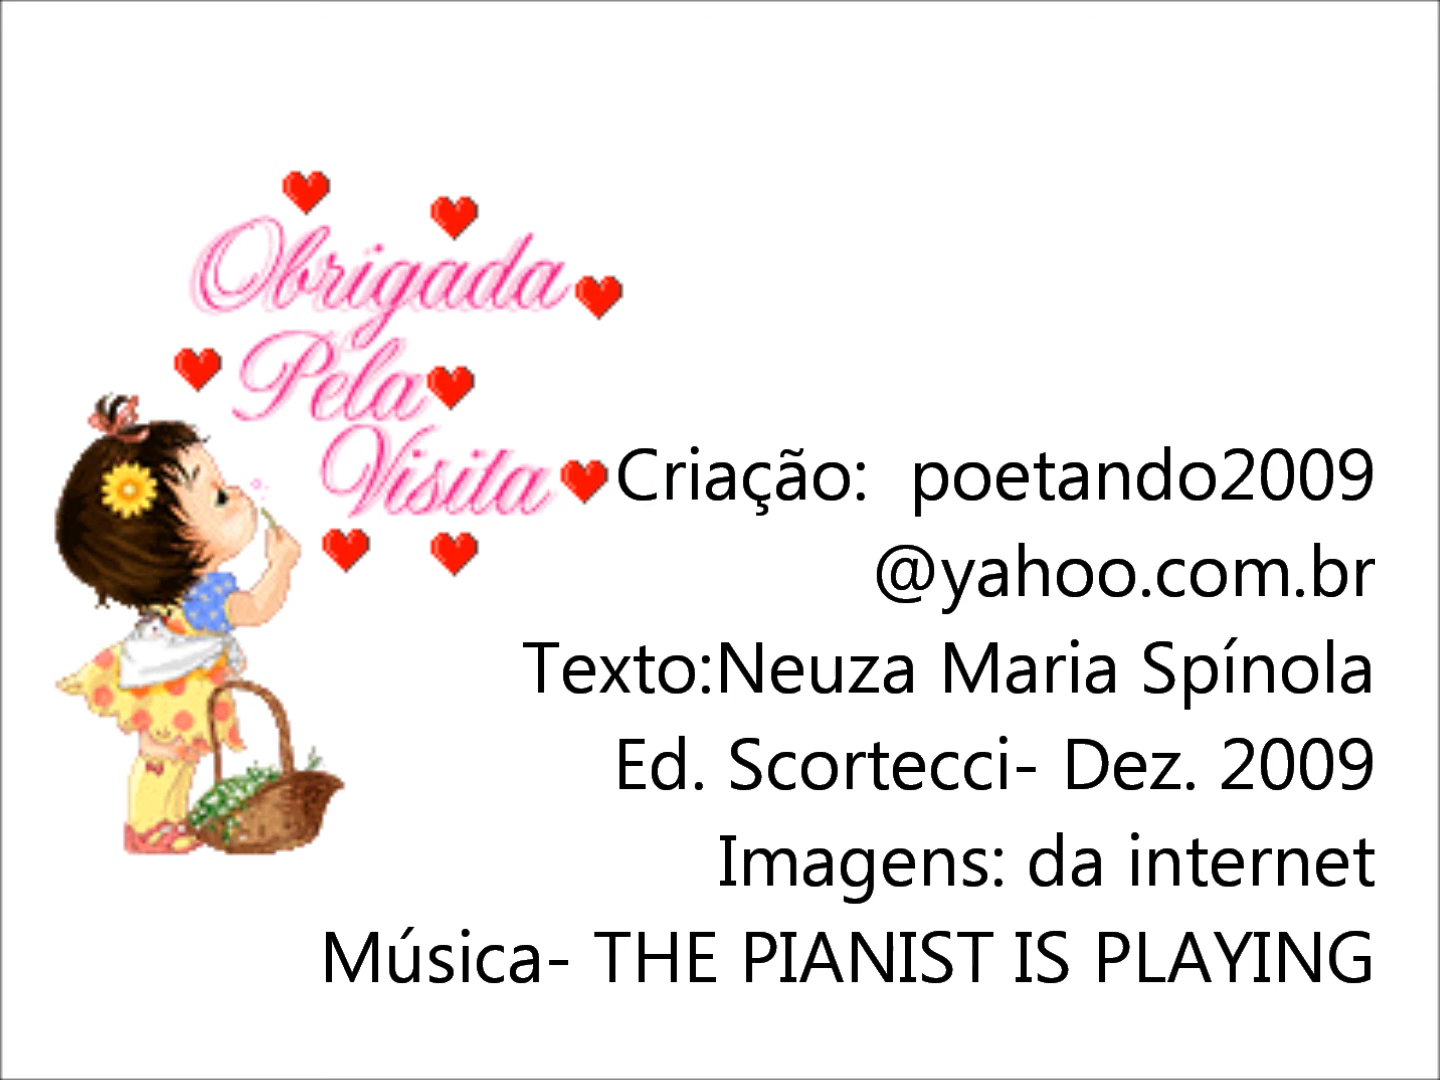 Obrigada
Pela
Visita
Criação:  poetando2009
@yahoo.com.br
Texto:Neuza Maria Spínola
Ed. Scortecci- Dez. 2009
Imagens: da internet
Música- THE PIANIST IS PLAYING